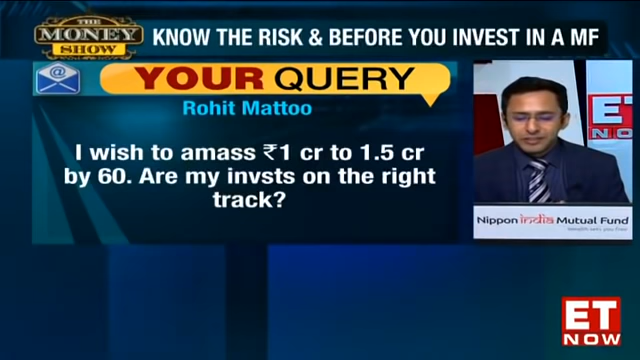 THE
MONEY
SHOW
KNOW THE RISK & BEFORE YOU INVEST IN A MF
@
YOUR QUERY
Rohit Mattoo
I wish to amass ₹1 cr to 1.5 cr
by 60. Are my invsts on the right
track?
ET
NOW
Nippon india Mutual Fund
ET
NOW